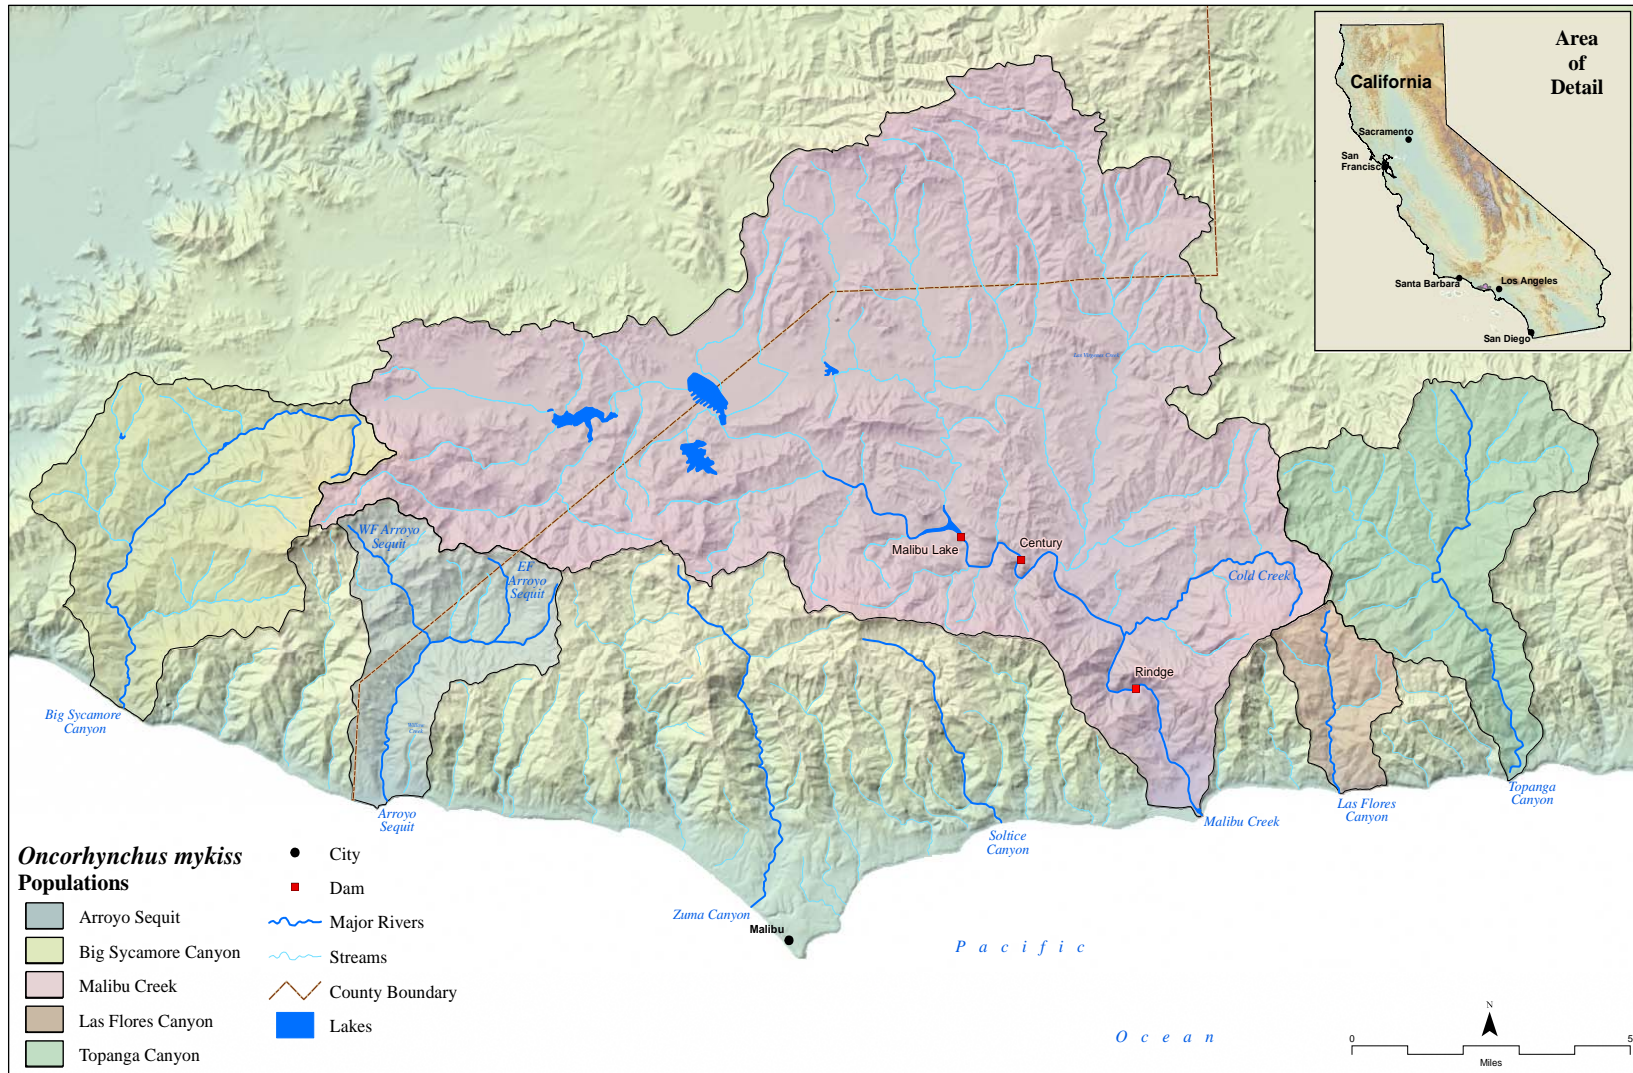 Area
of
Detail
California
Sacramento
San
Francisco
Santa Barbara
Los Angeles
San Diego
Las Virgenes Creek
WF Arroyo
Sequit
EF
Arroyo
Sequit
Malibu Lake
Century
Cold Creek
Rindge
Big Sycamore
Canyon
Arroyo
Sequit
Zuma Canyon
Malibu
Soltice
Canyon
Malibu Creek
Las Flores
Canyon
Topanga
Canyon
Pacific
Ocean
Oncorhynchus mykiss
Populations
Arroyo Sequit
Big Sycamore Canyon
Malibu Creek
Las Flores Canyon
Topanga Canyon
City
Dam
Major Rivers
Streams
County Boundary
Lakes
N
0 5
Miles